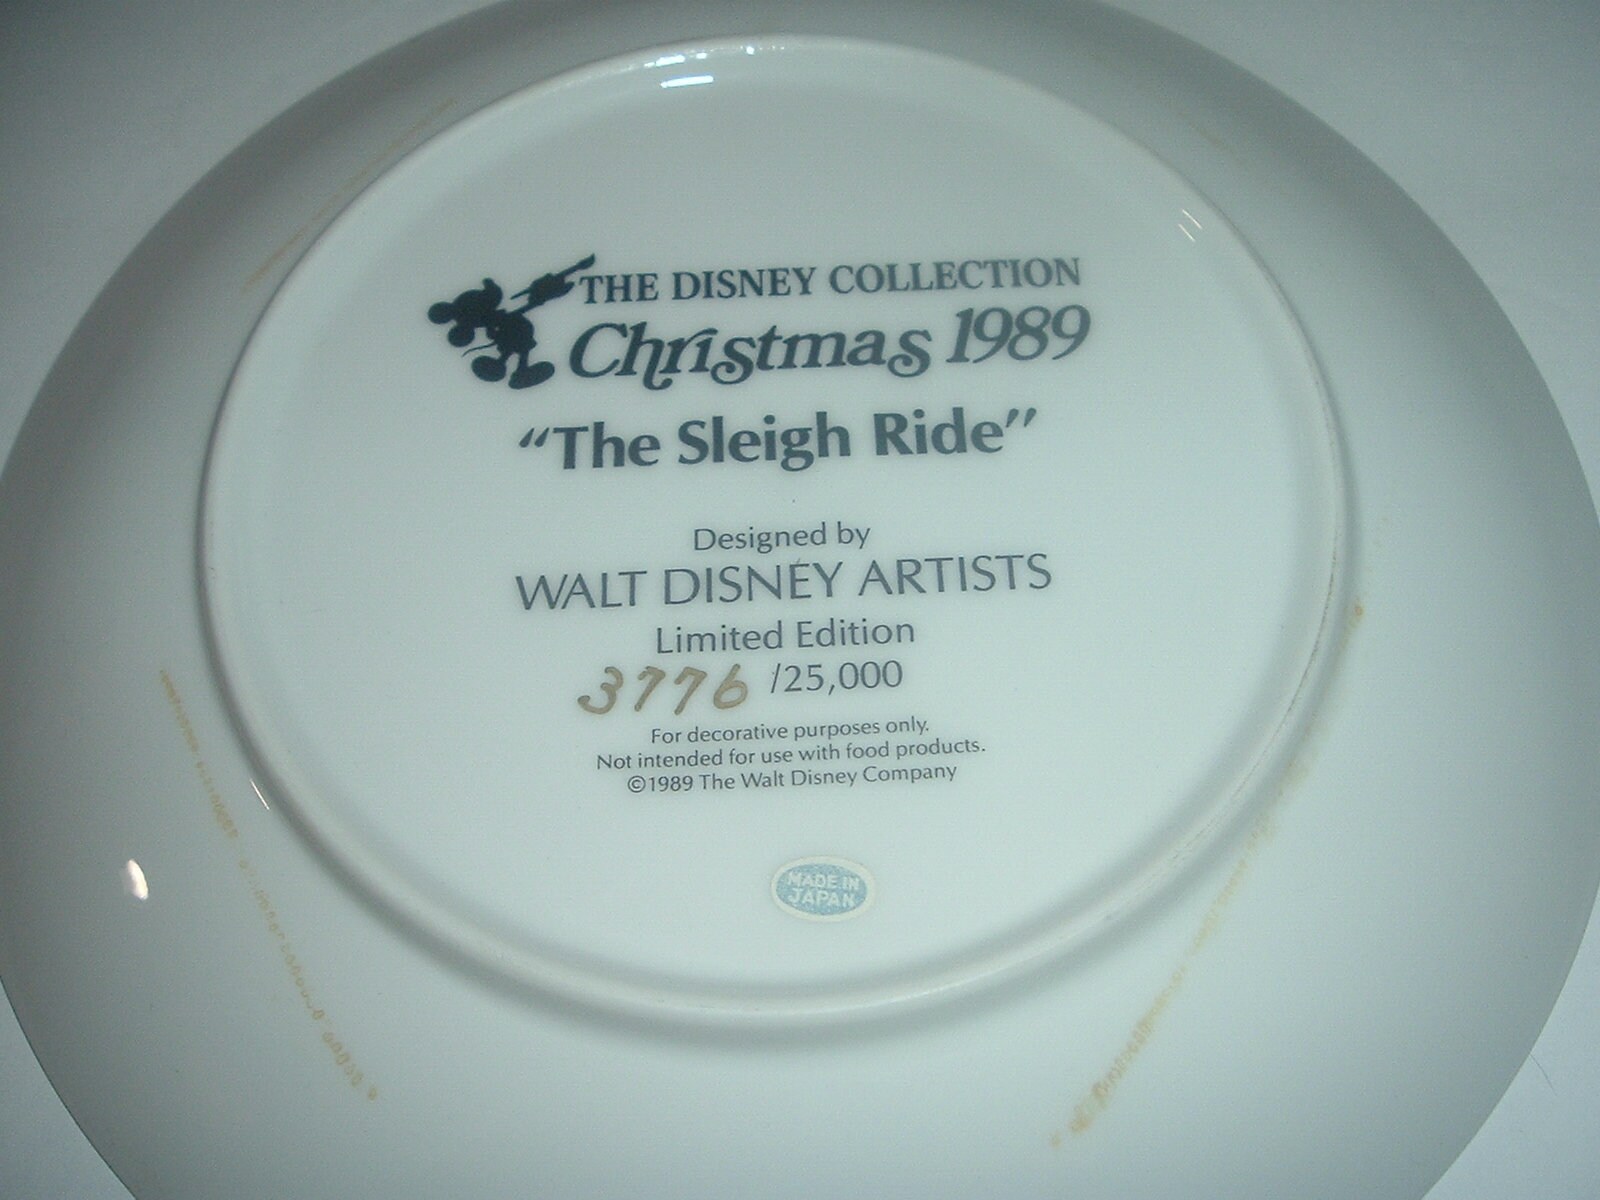 THE DISNEY COLLECTION
Christmas 1989
“The Sleigh Ride”
Designed by
WALT DISNEY ARTISTS
Limited Edition
3776 /25,000
For decorative purposes only.
Not intended for use with food products.
©1989 The Walt Disney Company
MADE IN
JAPAN